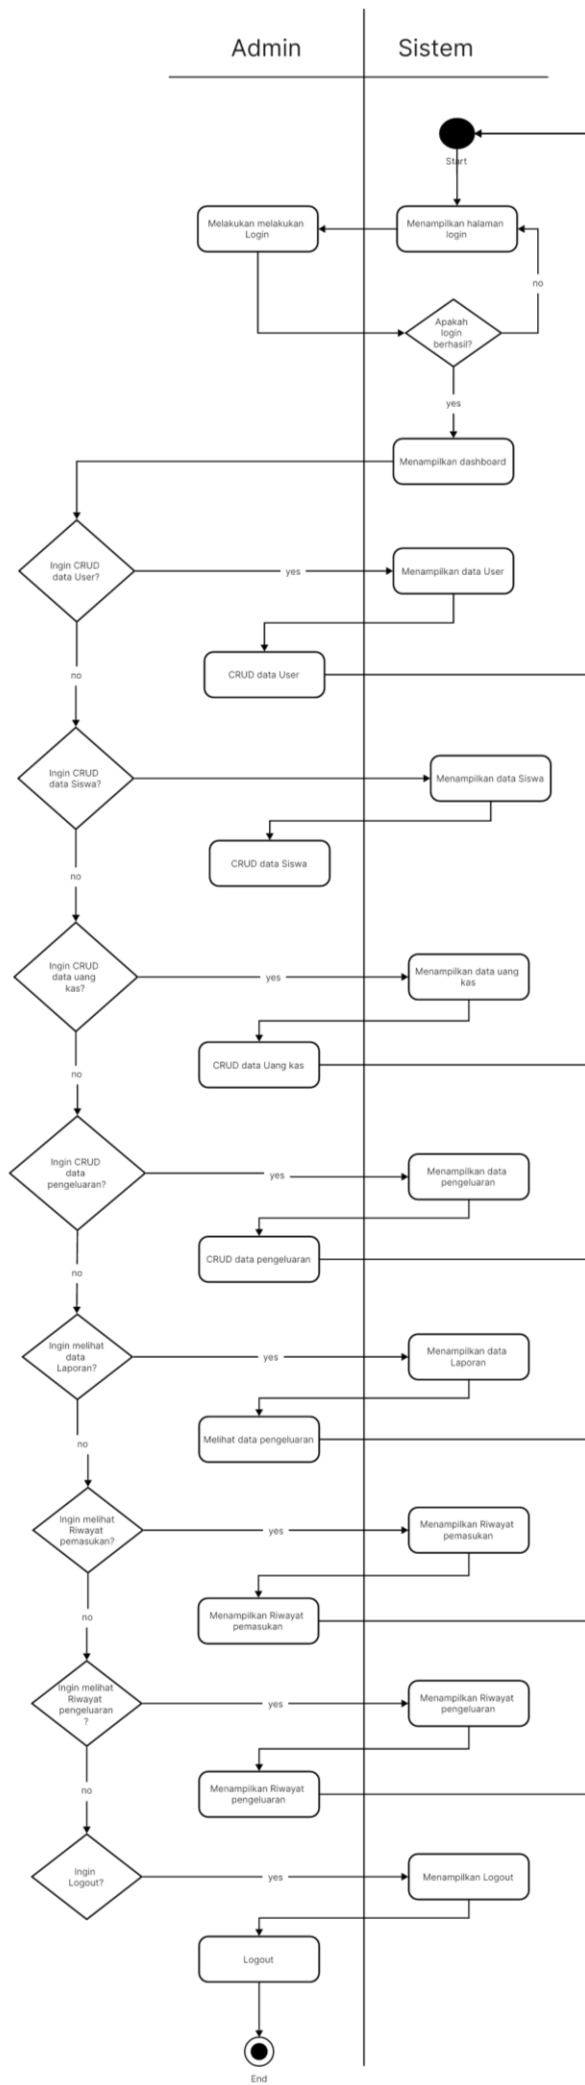 Admin
Sistem
Start
Melakukan melakukan
Login
Menampilkan halaman
login
no
Apakah
login
berhasil?
yes
Menampilkan dashboard
Ingin CRUD
data User?
yes
Menampilkan data User
CRUD data User
no
Ingin CRUD
data Siswa?
Menampilkan data Siswa
CRUD data Siswa
no
Ingin CRUD
data uang
kas?
yes
Menampilkan data uang
kas
CRUD data Uang kas
no
Ingin CRUD
data
pengeluaran?
yes
Menampilkan data
pengeluaran
CRUD data pengeluaran
no
Ingin melihat
data
Laporan?
yes
Menampilkan data
Laporan
Melihat data pengeluaran
no
Ingin melihat
Riwayat
pemasukan?
yes
Menampilkan Riwayat
pemasukan
Menampilkan Riwayat
pemasukan
no
Ingin melihat
Riwayat
pengeluaran
?
yes
Menampilkan Riwayat
pengeluaran
Menampilkan Riwayat
pengeluaran
no
Ingin
Logout?
yes
Menampilkan Logout
Logout
End